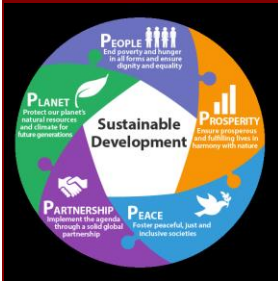 PEOPLE
End poverty and hunger
in all forms and ensure
dignity and equality
PLANET
Protect our planet's
natural resources
and climate for
future generations
PROSPERITY
Ensure prosperous
and fulfilling lives in
harmony with nature
Sustainable
Development
PARTNERSHIP
Implement the agenda
through a solid global
partnership
PEACE
Foster peaceful, just and
inclusive societies